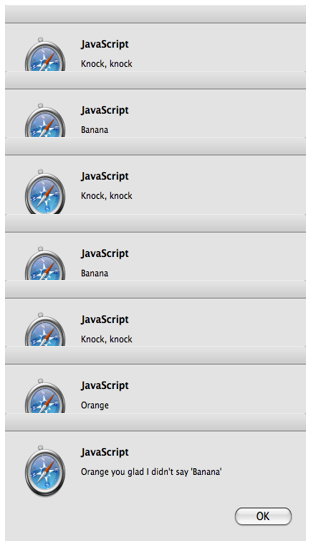 JavaScript
Knock, knock
JavaScript
Banana
JavaScript
Knock, knock
JavaScript
Banana
JavaScript
Knock, knock
JavaScript
Orange
JavaScript
Orange you glad I didn't say 'Banana'
OK